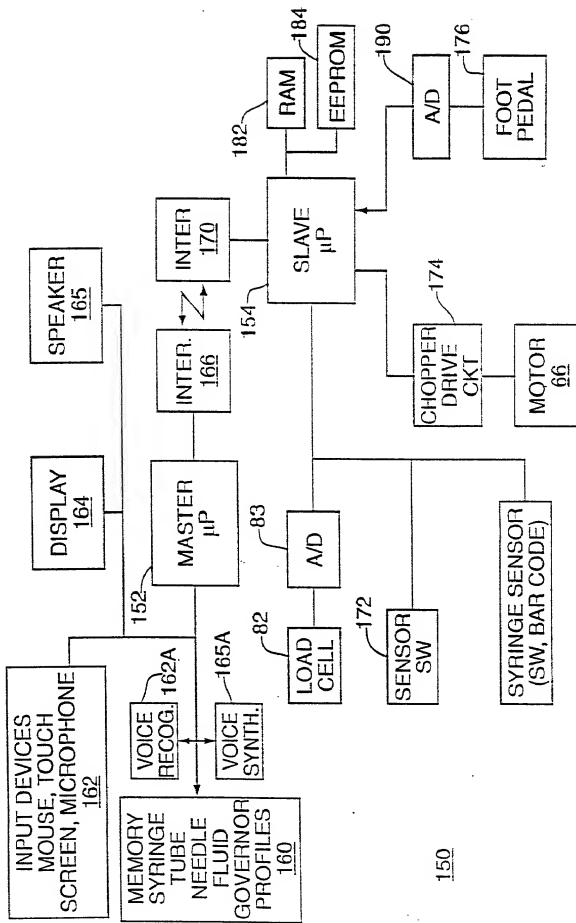 INPUT DEVICES
MOUSE, TOUCH
SCREEN, MICROPHONE
162
DISPLAY
164
SPEAKER
165
VOICE
RECOG.
162A
VOICE
SYNTH.
165A
MEMORY
SYRINGE
TUBE
NEEDLE
FLUID
GOVERNOR
PROFILES
160
152
MASTER
µP
INTER.
166
INTER
170
154
SLAVE
µP
182
RAM
184
EEPROM
82
LOAD
CELL
83
A/D
172
SENSOR
SW
SYRINGE SENSOR
(SW, BAR CODE)
174
CHOPPER
DRIVE
CKT
MOTOR
66
190
A/D
176
FOOT
PEDAL
150